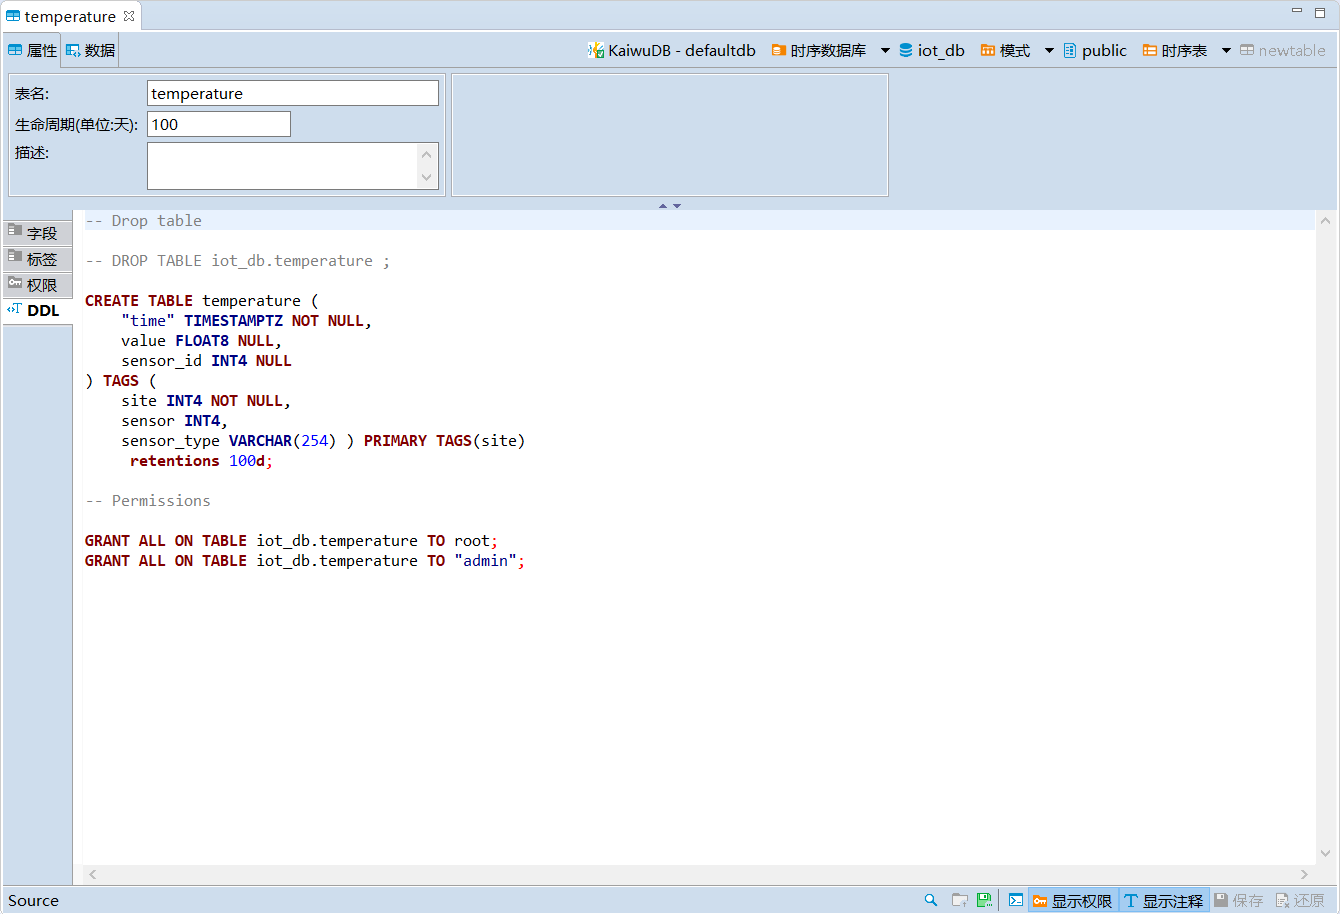 temperature
属性 数据 KaiwuDB - defaultdb 时序数据库 iot_db 模式 public 时序表 newtable
表名: temperature
生命周期(单位:天): 100
描述:
字段
标签
权限
DDL
-- Drop table
-- DROP TABLE iot_db.temperature ;
CREATE TABLE temperature (
"time" TIMESTAMPTZ NOT NULL,
value FLOAT8 NULL,
sensor_id INT4 NULL
) TAGS (
site INT4 NOT NULL,
sensor INT4,
sensor_type VARCHAR(254) ) PRIMARY TAGS(site)
retentions 100d;
-- Permissions
GRANT ALL ON TABLE iot_db.temperature TO root;
GRANT ALL ON TABLE iot_db.temperature TO "admin";
Source 显示权限 显示注释 保存 还原